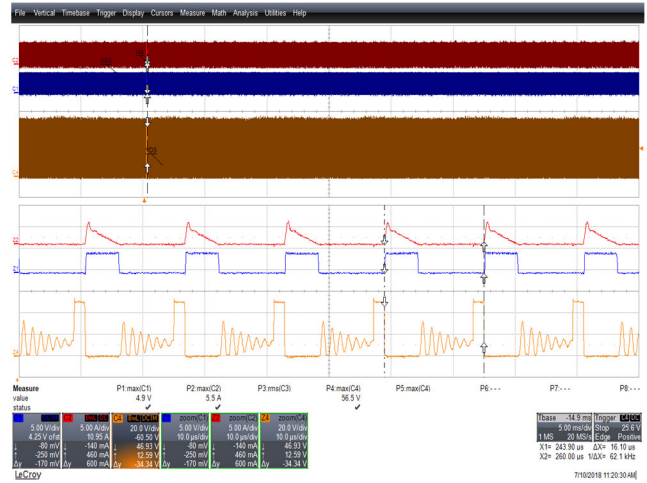 File Vertical Timebase Trigger Display Cursors Measure Math Analysis Utilities Help
Measure P1:max(C1) P2:max(C2) P3:rms(C3) P4:max(C4) P5:max(C4) P6:--- P7:--- P8:---
value 4.9 V 5.5 A 56.5 V
status
zoom(C1) zoom(C2) zoom(C4)
5.00 V/div 5.00 A/div 20.0 V/div 5.00 V/div 5.00 A/div 20.0 V/div
4.25 V ofst 10.95 A -60.50 V 10.0 µs/div 10.0 µs/div 10.0 µs/div
-80 mV -140 mA 46.93 V -80 mV -140 mA 46.93 V
-250 mV 460 mA 12.59 V -250 mV 460 mA 12.59 V
Δy -170 mV Δy 600 mA Δy -34.34 V Δy -170 mV Δy 600 mA Δy -34.34 V
Tbase -14.9 ms Trigger
5.00 ms/div Stop 25.6 V
1 MS 20 MS/s Edge Positive
X1= 243.90 µs ΔX= 16.10 µs
X2= 260.00 µs 1/ΔX= 62.1 kHz
LeCroy
7/10/2018 11:20:30 AM